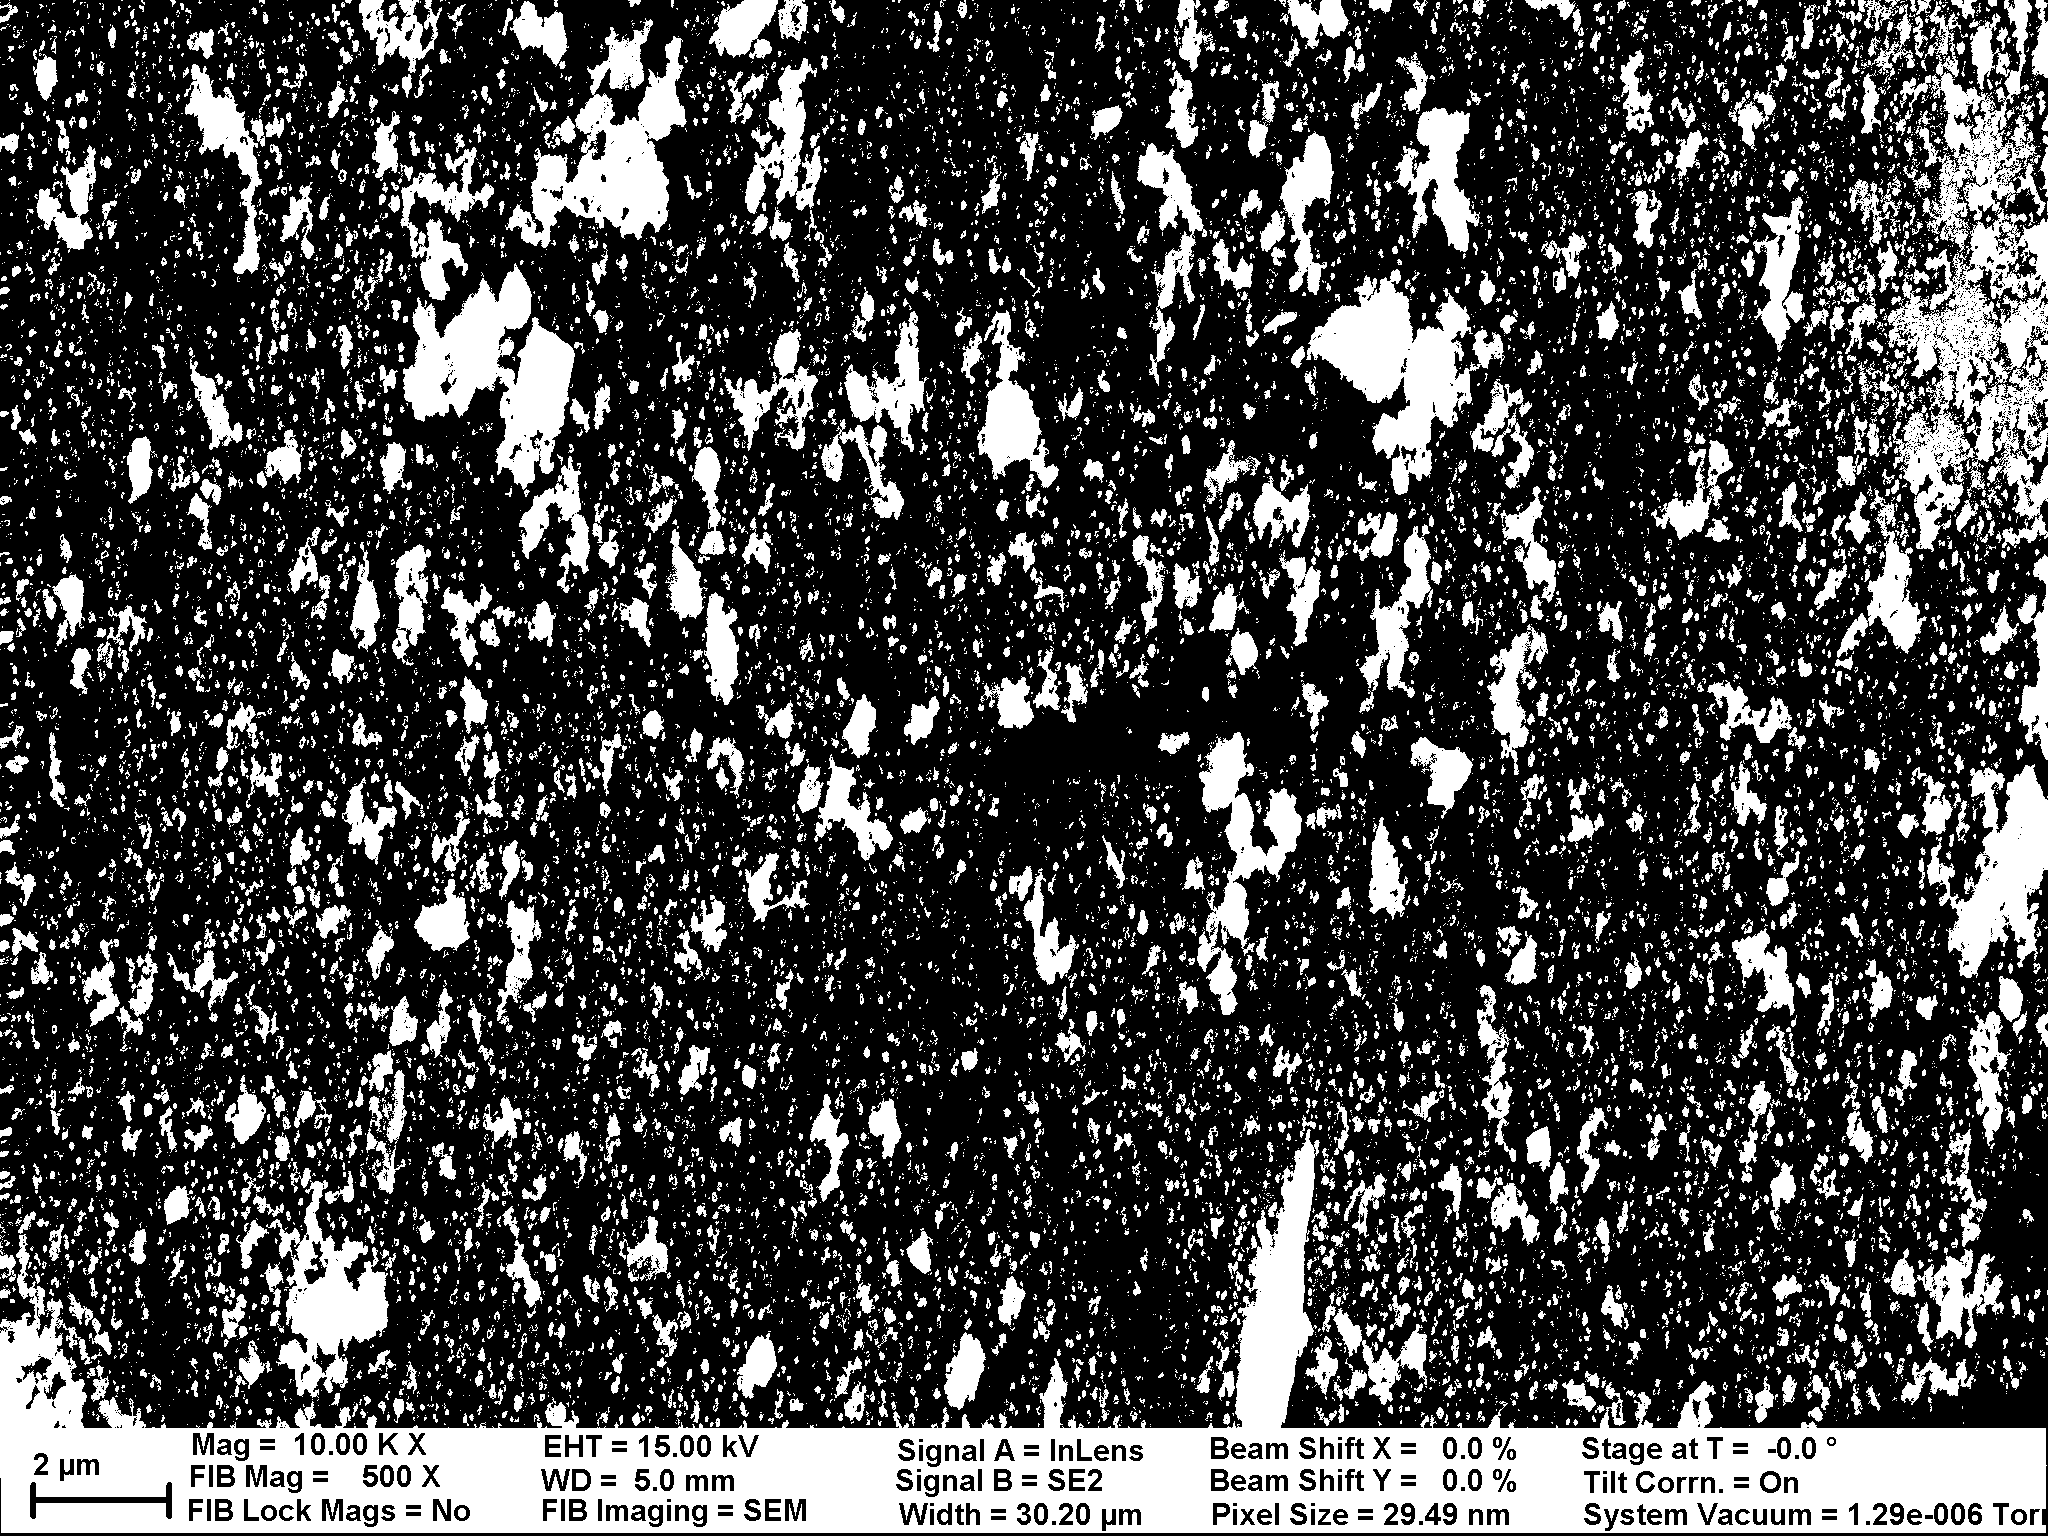 2 µm
Mag = 10.00 K X
FIB Mag = 500 X
FIB Lock Mags = No
EHT = 15.00 kV
WD = 5.0 mm
FIB Imaging = SEM
Signal A = InLens
Signal B = SE2
Width = 30.20 µm
Beam Shift X = 0.0 %
Beam Shift Y = 0.0 %
Pixel Size = 29.49 nm
Stage at T = -0.0 °
Tilt Corrn. = On
System Vacuum = 1.29e-006 Torr